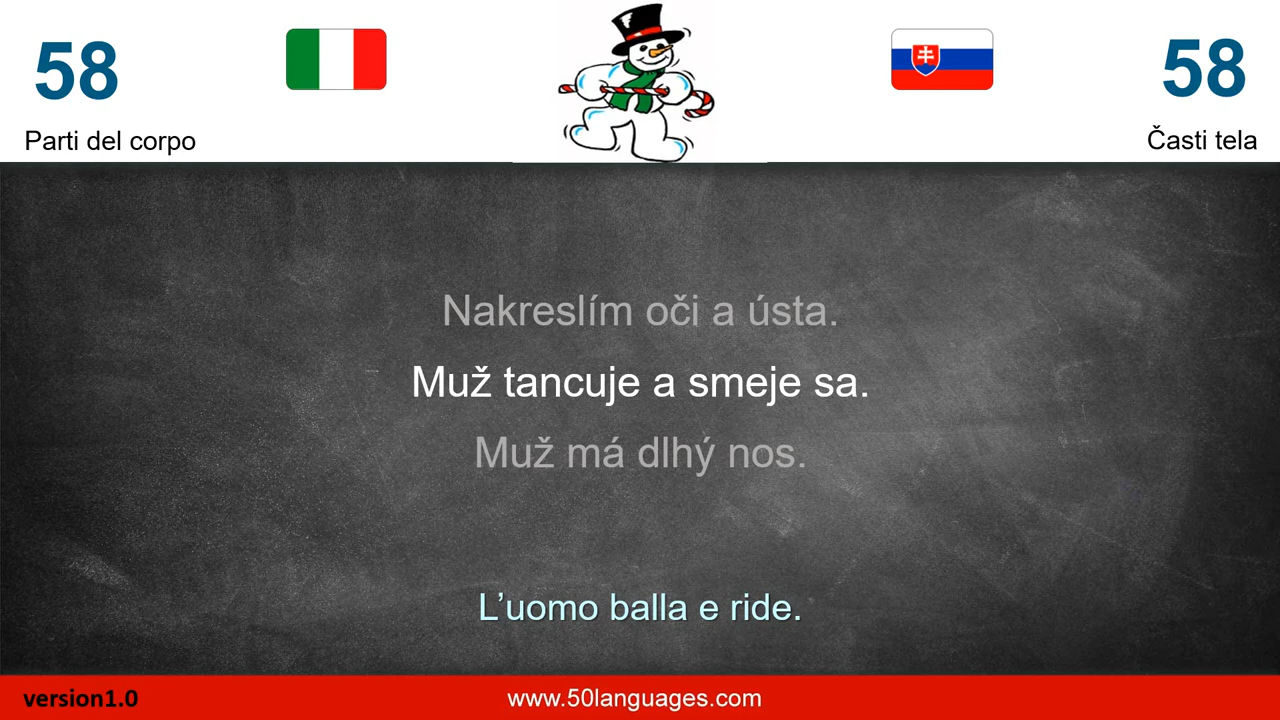 58
58
Parti del corpo
Časti tela
Nakreslím oči a ústa.
Muž tancuje a smeje sa.
Muž má dlhý nos.
L’uomo balla e ride.
version1.0
www.50languages.com